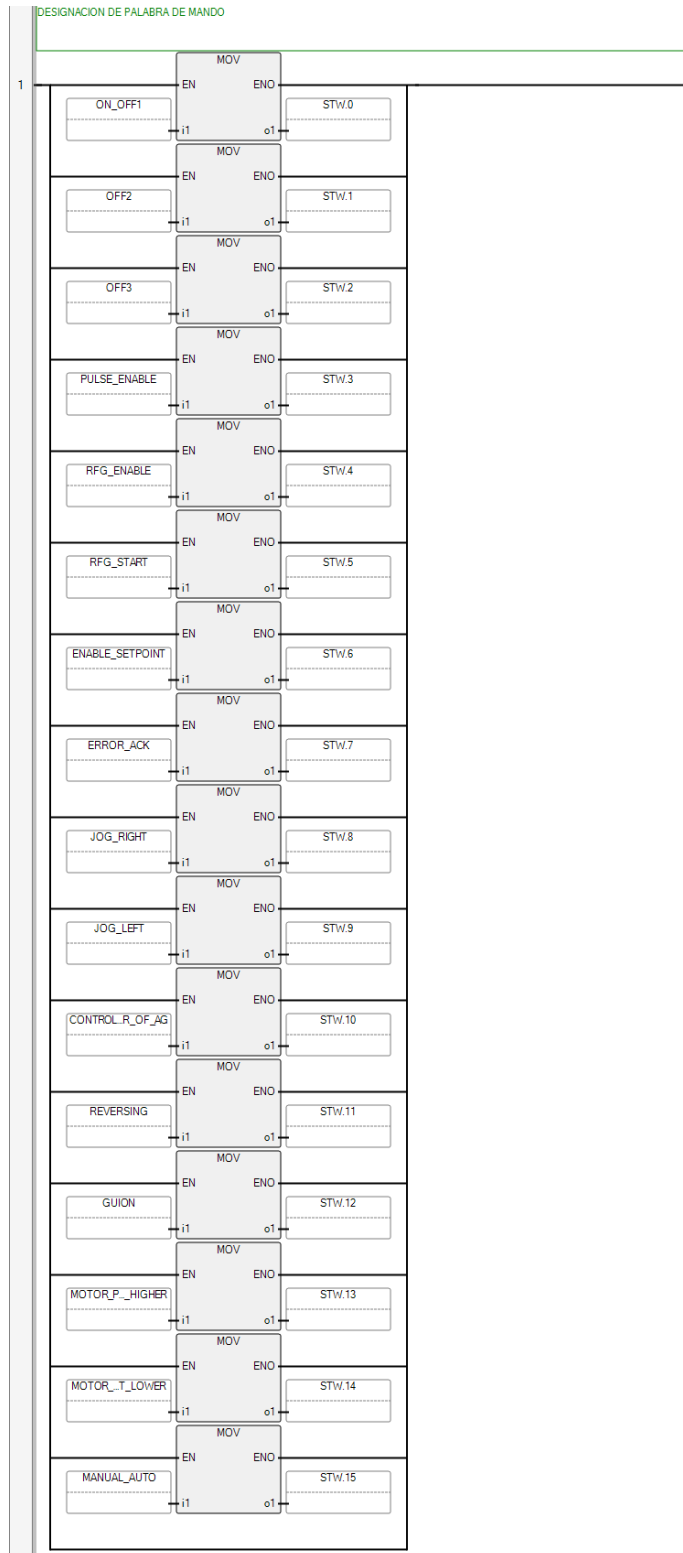 DESIGNACION DE PALABRA DE MANDO
MOV
1
EN ENO
ON_OFF1 STW.0
i1 o1
MOV
EN ENO
OFF2 STW.1
i1 o1
MOV
EN ENO
OFF3 STW.2
i1 o1
MOV
EN ENO
PULSE_ENABLE STW.3
i1 o1
MOV
EN ENO
RFG_ENABLE STW.4
i1 o1
MOV
EN ENO
RFG_START STW.5
i1 o1
MOV
EN ENO
ENABLE_SETPOINT STW.6
i1 o1
MOV
EN ENO
ERROR_ACK STW.7
i1 o1
MOV
EN ENO
JOG_RIGHT STW.8
i1 o1
MOV
EN ENO
JOG_LEFT STW.9
i1 o1
MOV
EN ENO
CONTROL...R_OF_AG STW.10
i1 o1
MOV
EN ENO
REVERSING STW.11
i1 o1
MOV
EN ENO
GUION STW.12
i1 o1
MOV
EN ENO
MOTOR_P..._HIGHER STW.13
i1 o1
MOV
EN ENO
MOTOR_...T_LOWER STW.14
i1 o1
MOV
EN ENO
MANUAL_AUTO STW.15
i1 o1